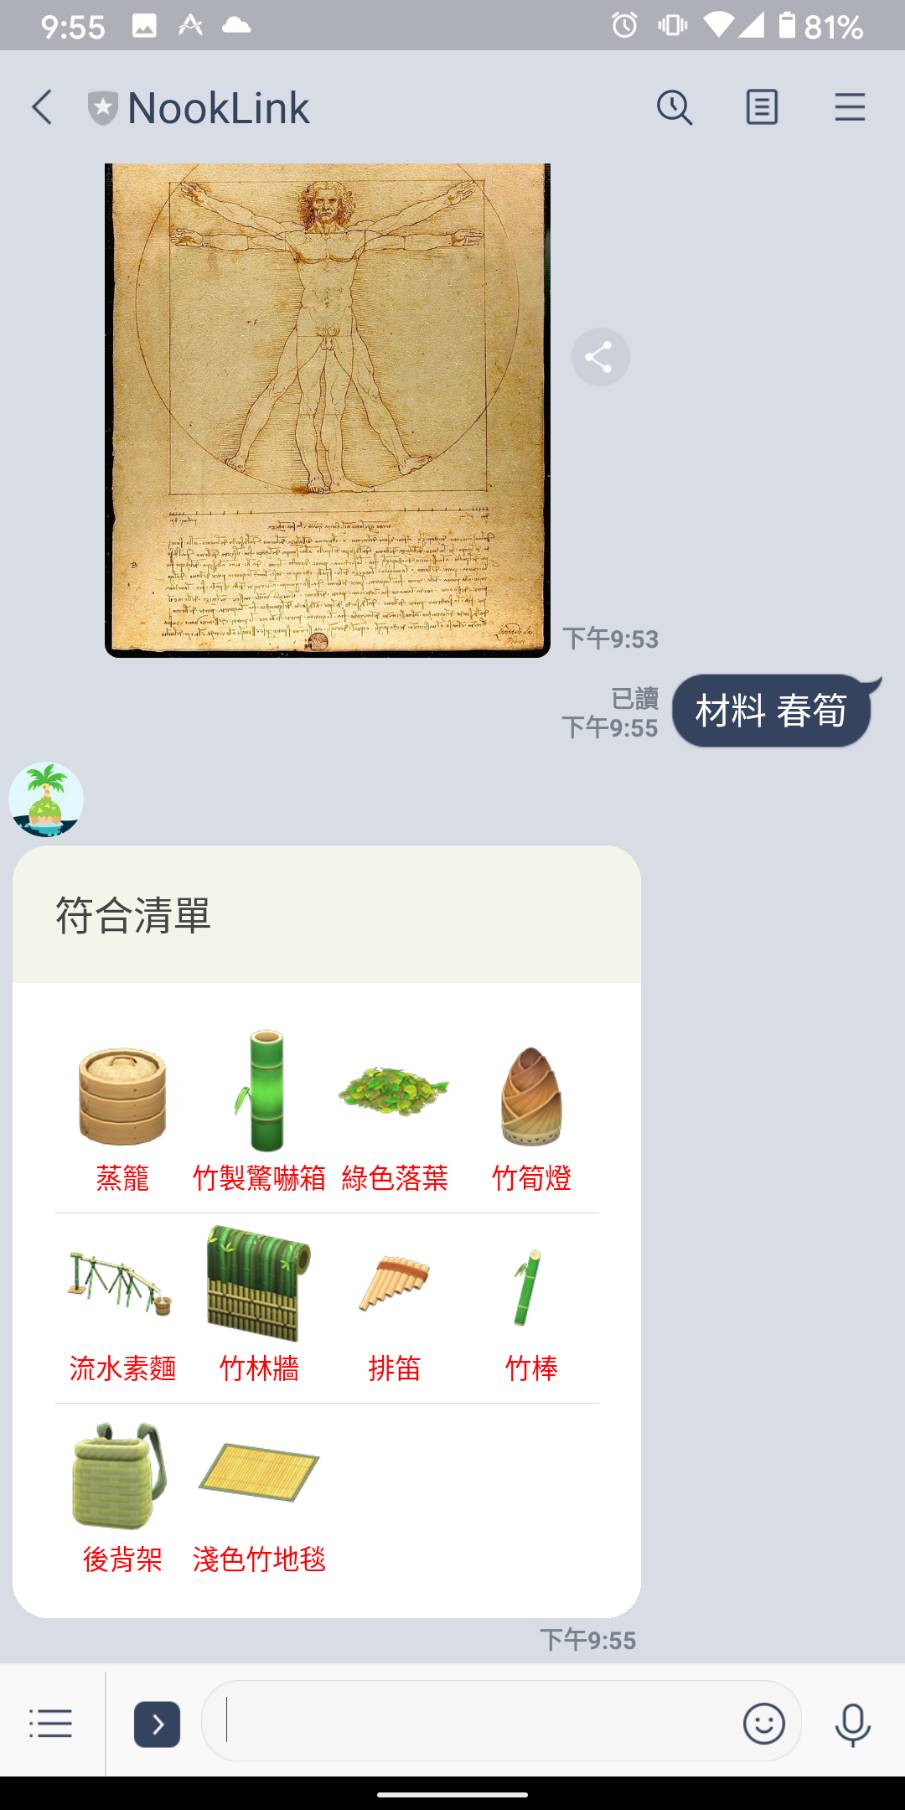 9:55
81%
NookLink
下午9:53
已讀
下午9:55
材料 春筍
符合清單
蒸籠 竹製驚嚇箱 綠色落葉 竹筍燈
流水素麵 竹林牆 排笛 竹棒
後背架 淺色竹地毯
下午9:55